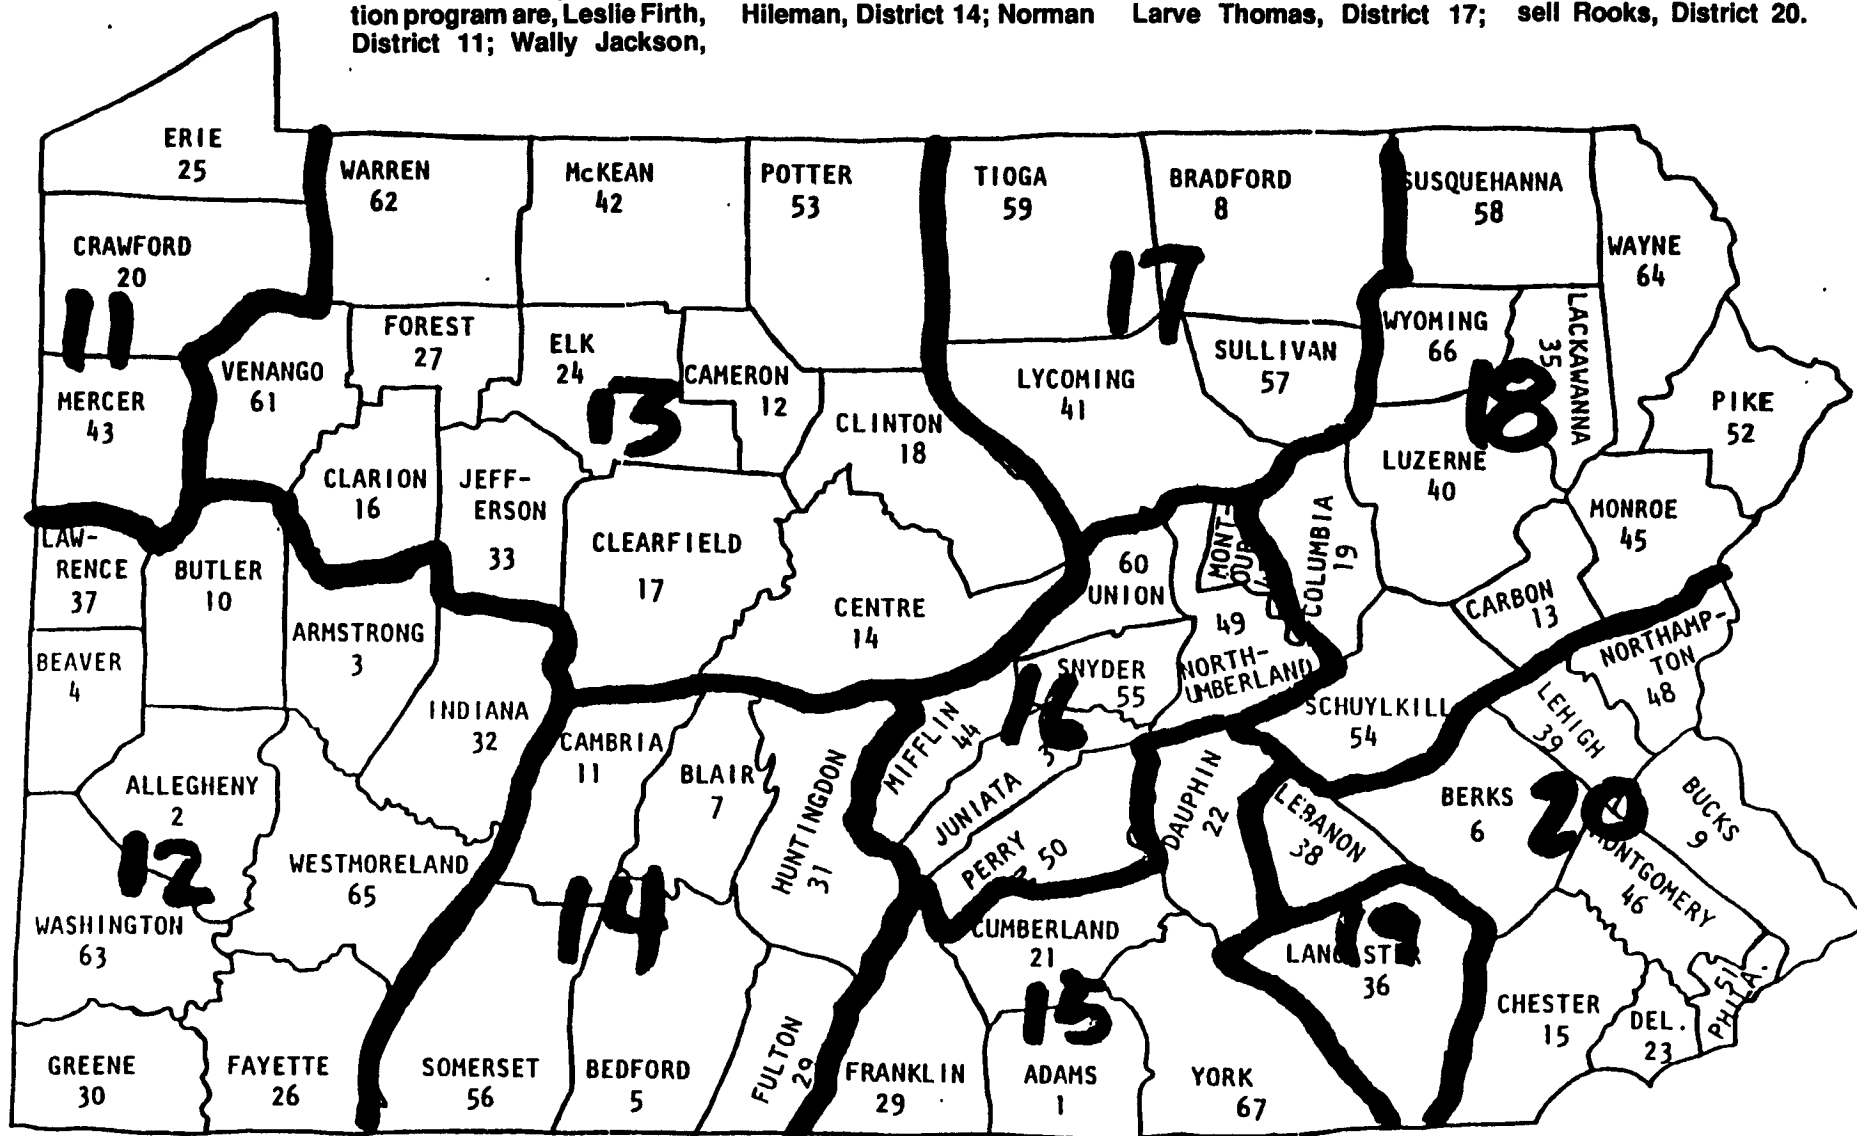 tion program are, Leslie Firth,
District 11; Wally Jackson,
Hileman, District 14; Norman
Larve Thomas, District 17;
sell Rooks, District 20.
ERIE
25
WARREN
62
McKEAN
42
POTTER
53
TIOGA
59
BRADFORD
8
SUSQUEHANNA
58
WAYNE
64
CRAWFORD
20
11
17
MERCER
43
VENANGO
61
FOREST
27
ELK
24
13
CAMERON
12
CLINTON
18
LYCOMING
41
SULLIVAN
57
WYOMING
66
LACKAWANNA
35
18
PIKE
52
CLARION
16
JEFF-
ERSON
33
CLEARFIELD
17
CENTRE
14
LUZERNE
40
MONROE
45
LAW-
RENCE
37
BUTLER
10
ARMSTRONG
3
60
UNION
MONT-
OUR
COLUMBIA
19
CARBON
13
NORTHAMP-
TON
48
BEAVER
4
INDIANA
32
SNYDER
55
16
49
NORTH-
UMBERLAND
SCHUYLKILL
54
LEHIGH
39
ALLEGHENY
2
12
CAMBRIA
11
BLAIR
7
HUNTINGDON
31
MIFFLIN
44
JUNIATA
PERRY
50
DAUPHIN
22
LEBANON
38
BERKS
6
20
BUCKS
9
WESTMORELAND
65
14
MONTGOMERY
46
WASHINGTON
63
CUMBERLAND
21
15
19
LANCASTER
36
CHESTER
15
DEL.
23
PHILA.
51
GREENE
30
FAYETTE
26
SOMERSET
56
BEDFORD
5
FULTON
29
FRANKLIN
29
ADAMS
1
YORK
67